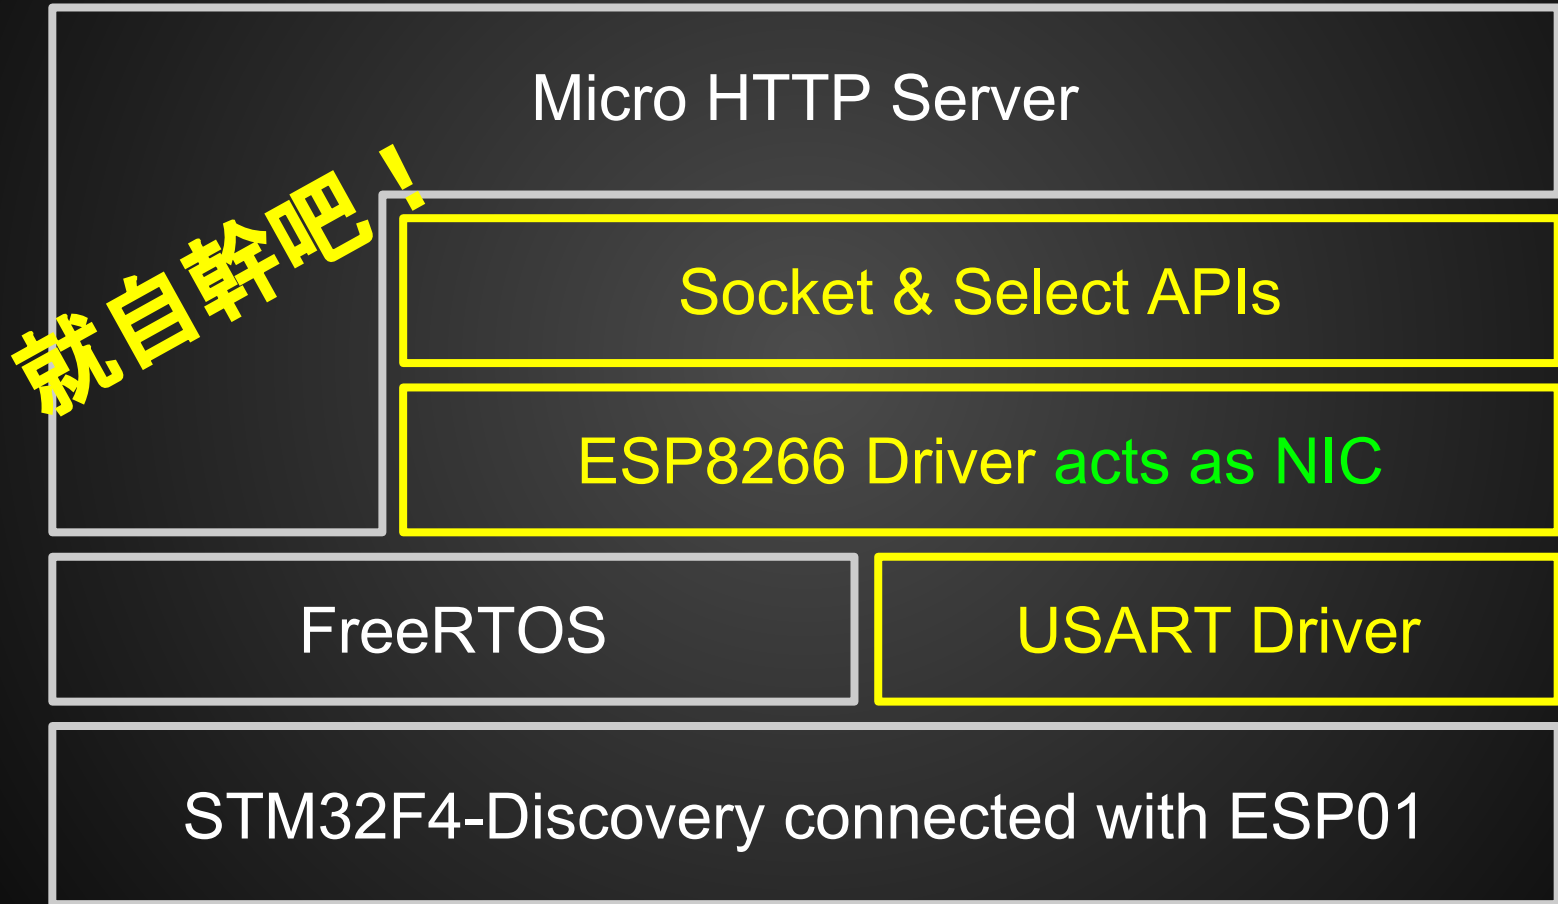 Micro HTTP Server
就自幹吧！
Socket & Select APIs
ESP8266 Driver acts as NIC
FreeRTOS
USART Driver
STM32F4-Discovery connected with ESP01